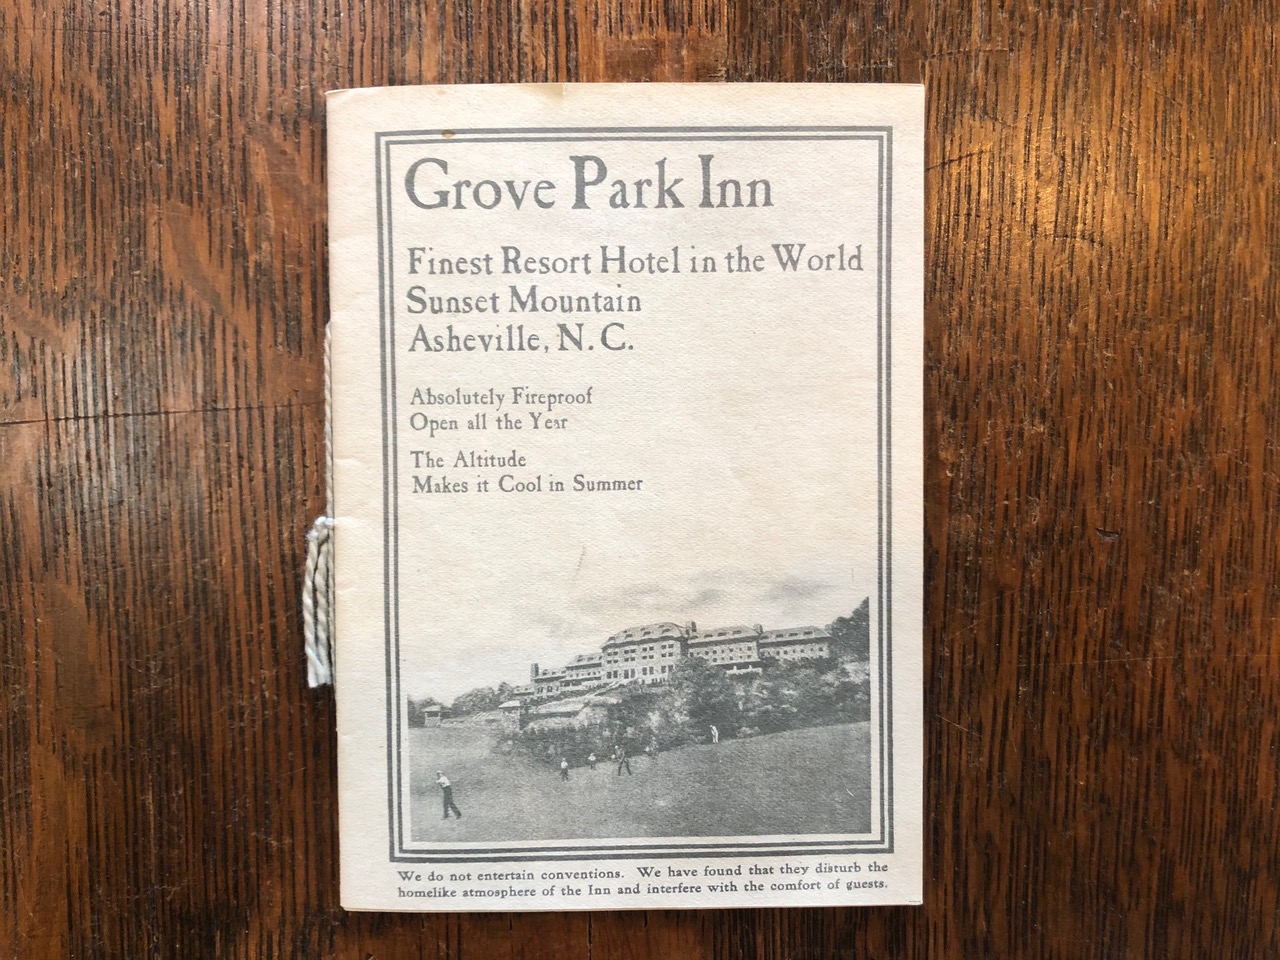 Grove Park Inn
Finest Resort Hotel in the World
Sunset Mountain
Asheville, N.C.
Absolutely Fireproof
Open all the Year
The Altitude
Makes it Cool in Summer
We do not entertain conventions. We have found that they disturb the
homelike atmosphere of the Inn and interfere with the comfort of guests.